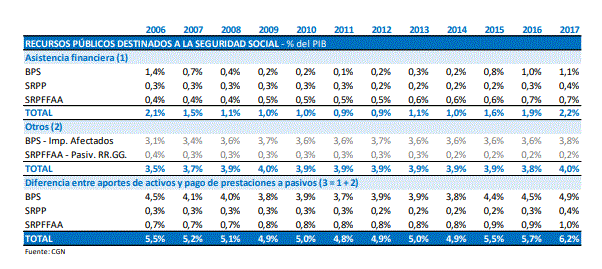 2006 2007 2008 2009 2010 2011 2012 2013 2014 2015 2016 2017
RECURSOS PÚBLICOS DESTINADOS A LA SEGURIDAD SOCIAL - % del PIB
Asistencia financiera (1)
BPS 1,4% 0,7% 0,4% 0,2% 0,2% 0,1% 0,2% 0,3% 0,2% 0,8% 1,0% 1,1%
SRPP 0,3% 0,3% 0,3% 0,3% 0,3% 0,2% 0,2% 0,2% 0,2% 0,2% 0,3% 0,4%
SRPFFAA 0,4% 0,4% 0,4% 0,5% 0,5% 0,5% 0,5% 0,6% 0,6% 0,6% 0,7% 0,7%
TOTAL 2,1% 1,5% 1,1% 1,0% 1,0% 0,9% 0,9% 1,1% 1,0% 1,6% 1,9% 2,2%
Otros (2)
BPS - Imp. Afectados 3,1% 3,4% 3,6% 3,7% 3,6% 3,6% 3,7% 3,6% 3,6% 3,6% 3,6% 3,8%
SRPFFAA - Pasiv. RR.GG. 0,4% 0,3% 0,3% 0,3% 0,3% 0,3% 0,3% 0,3% 0,2% 0,2% 0,2% 0,2%
TOTAL 3,5% 3,7% 3,9% 4,0% 3,9% 3,9% 3,9% 3,9% 3,9% 3,9% 3,8% 4,0%
Diferencia entre aportes de activos y pago de prestaciones a pasivos (3 = 1 + 2)
BPS 4,5% 4,1% 4,0% 3,8% 3,9% 3,7% 3,9% 3,9% 3,8% 4,4% 4,5% 4,9%
SRPP 0,3% 0,3% 0,3% 0,3% 0,3% 0,2% 0,2% 0,2% 0,2% 0,2% 0,3% 0,4%
SRPFFAA 0,7% 0,7% 0,7% 0,8% 0,8% 0,8% 0,8% 0,8% 0,8% 0,9% 0,9% 1,0%
TOTAL 5,5% 5,2% 5,1% 4,9% 5,0% 4,8% 4,9% 5,0% 4,9% 5,5% 5,7% 6,2%
Fuente: CGN